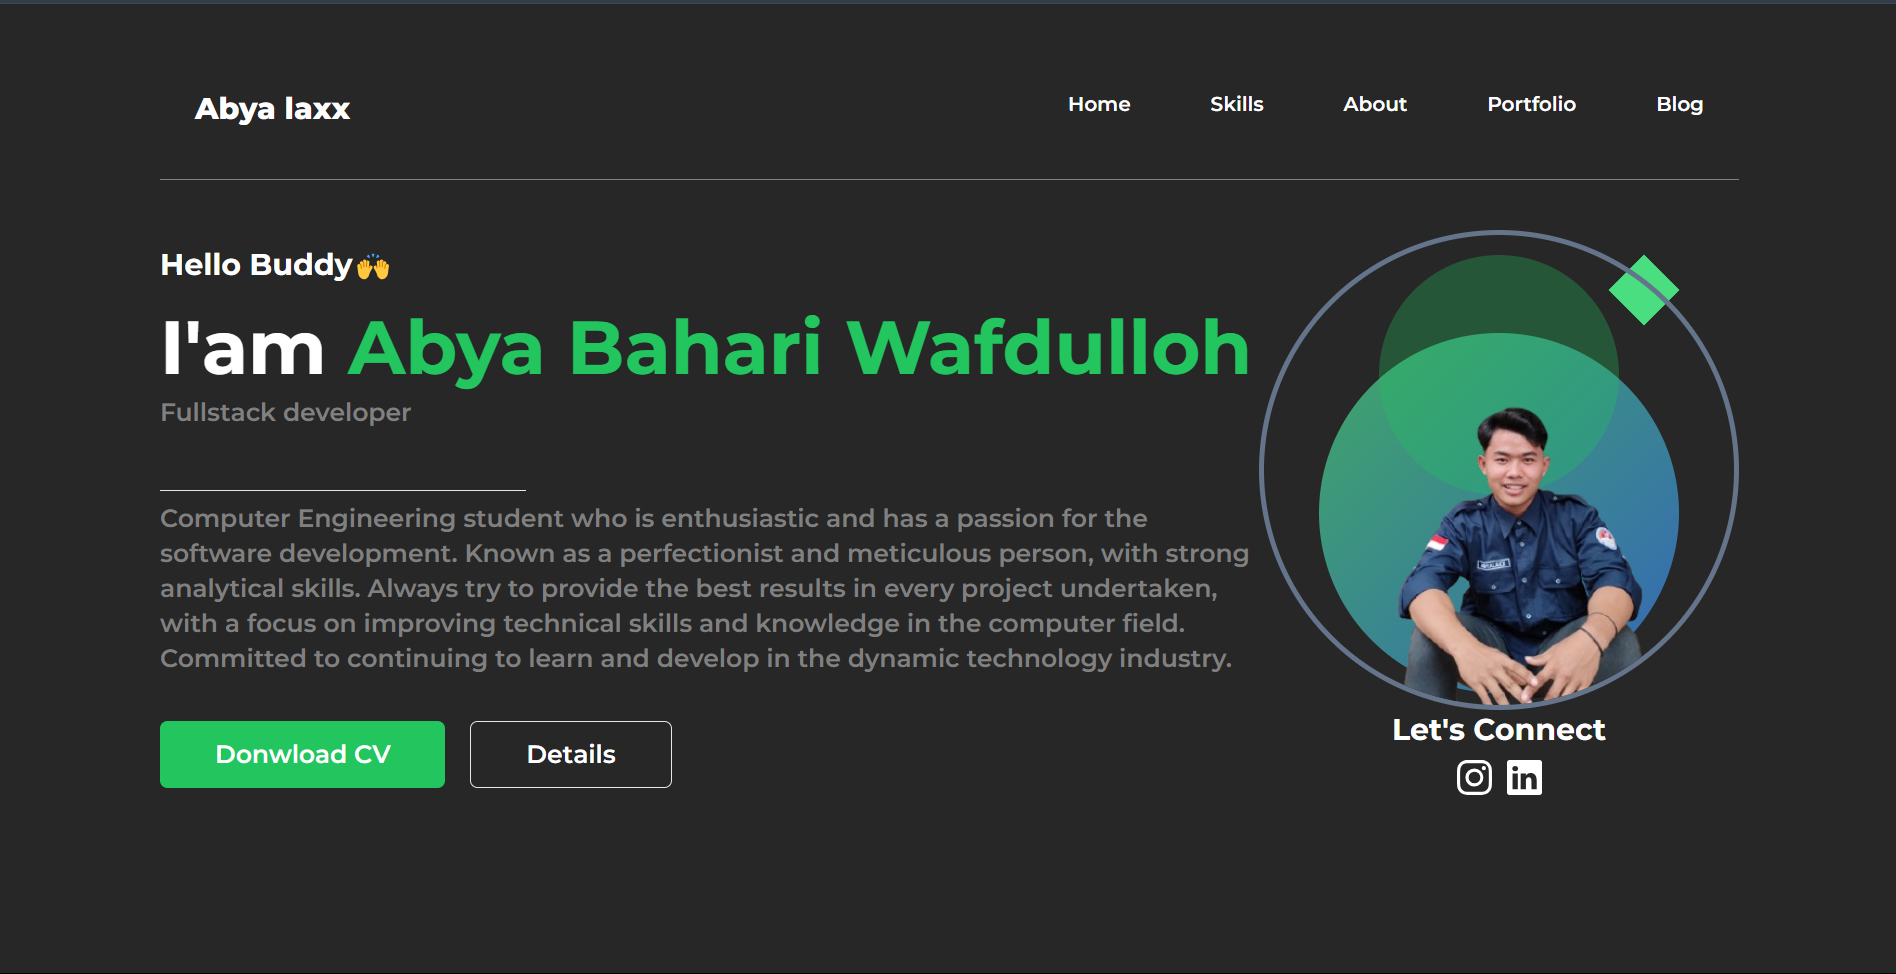 Abya laxx
Home Skills About Portfolio Blog
Hello Buddy🙌
I'am Abya Bahari Wafdulloh
Fullstack developer
Computer Engineering student who is enthusiastic and has a passion for the
software development. Known as a perfectionist and meticulous person, with strong
analytical skills. Always try to provide the best results in every project undertaken,
with a focus on improving technical skills and knowledge in the computer field.
Committed to continuing to learn and develop in the dynamic technology industry.
Donwload CV
Details
Let's Connect
in